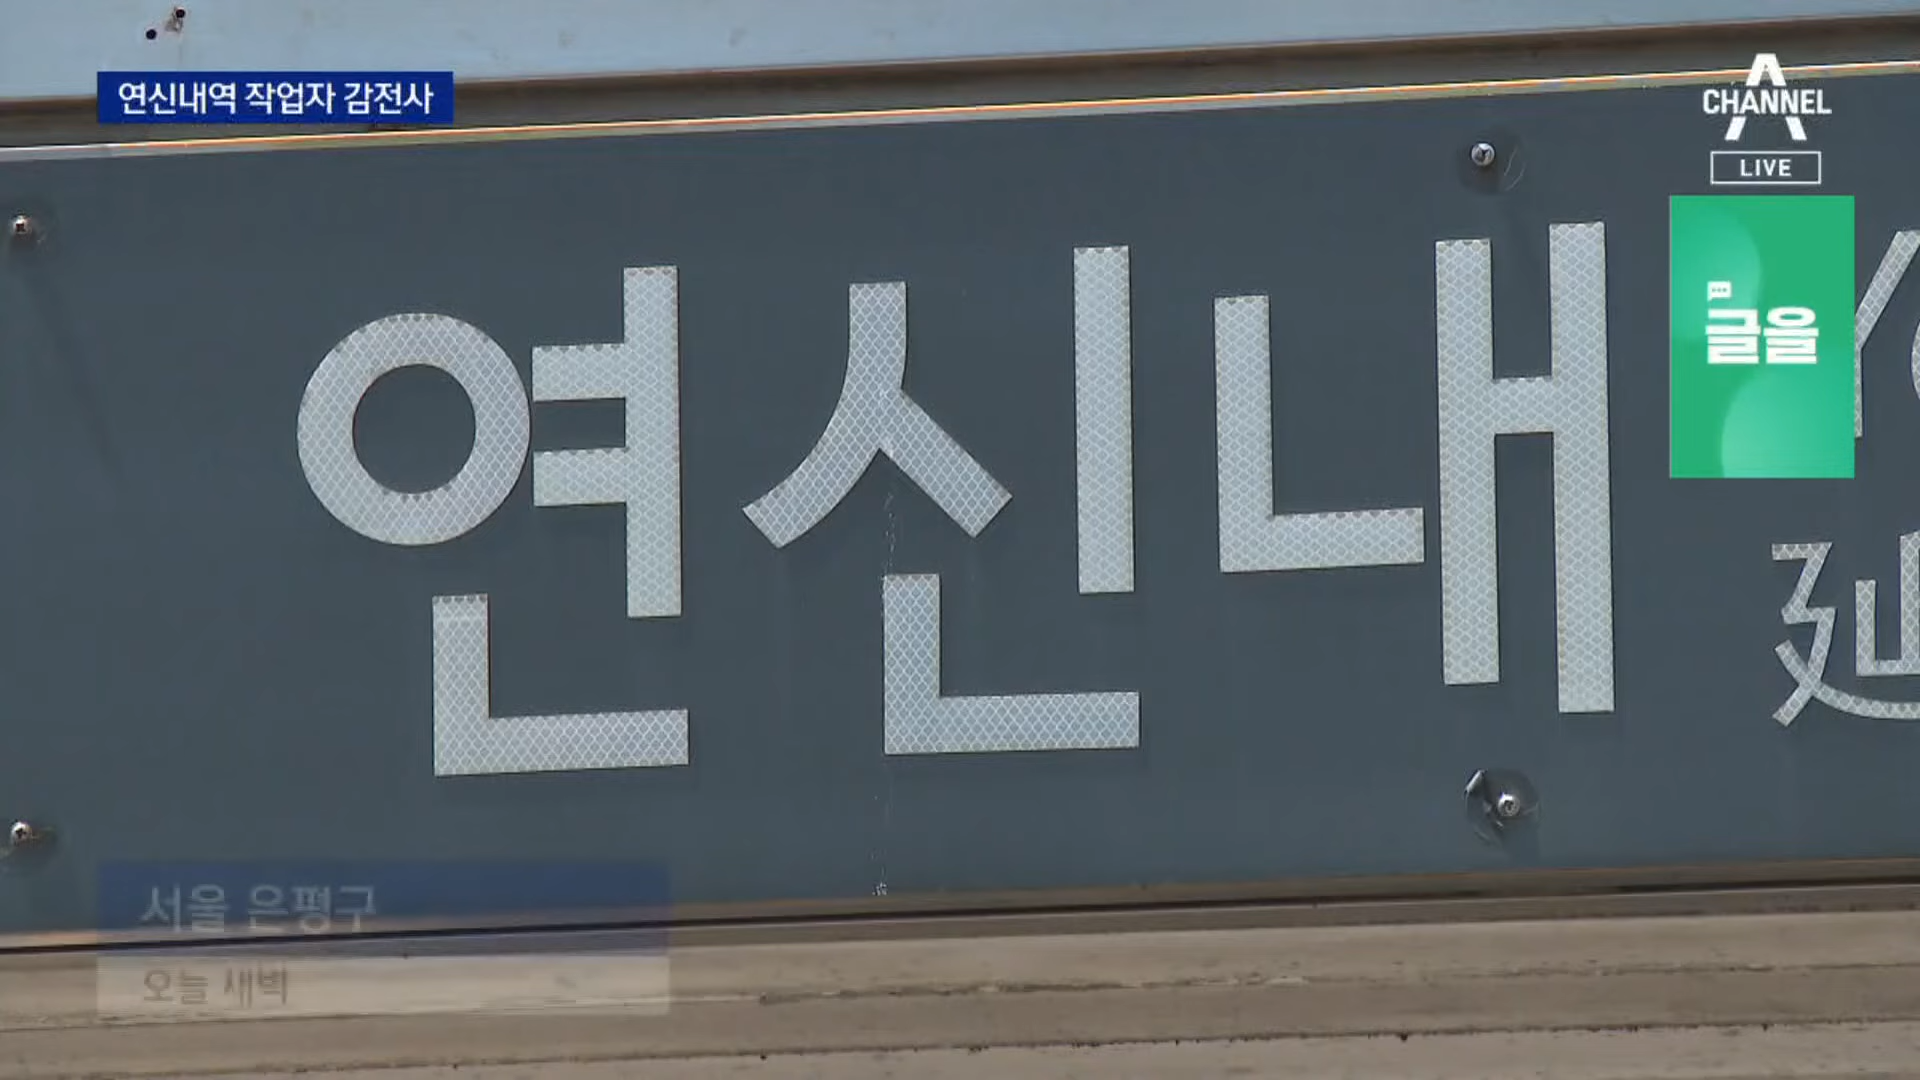 연신내역 작업자 감전사
CHANNEL A
LIVE
글을
연신내
서울 은평구
오늘 새벽